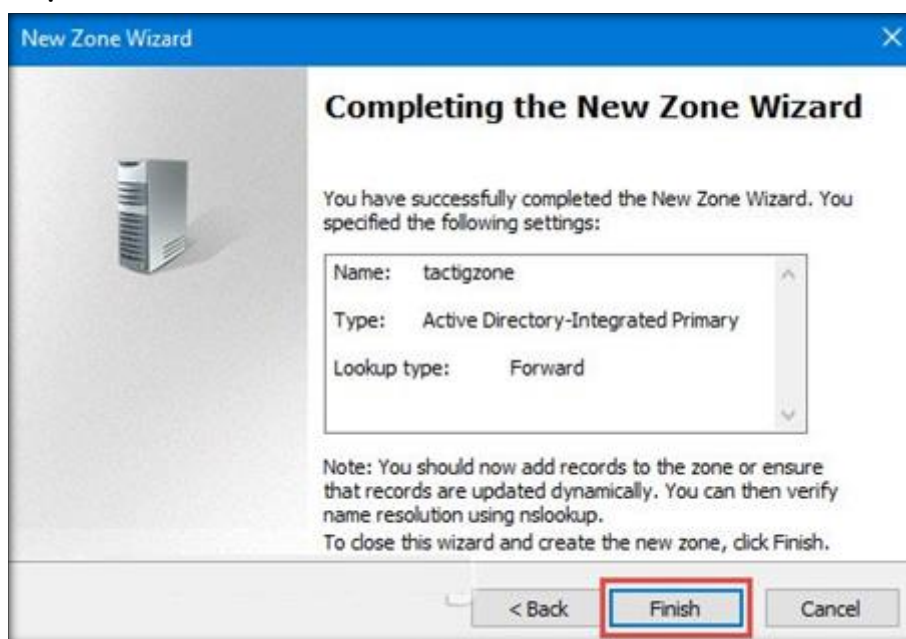 New Zone Wizard
Completing the New Zone Wizard
You have successfully completed the New Zone Wizard. You
specified the following settings:
Name: tactigzone
Type: Active Directory-Integrated Primary
Lookup type: Forward
Note: You should now add records to the zone or ensure
that records are updated dynamically. You can then verify
name resolution using nslookup.
To close this wizard and create the new zone, click Finish.
< Back Finish Cancel